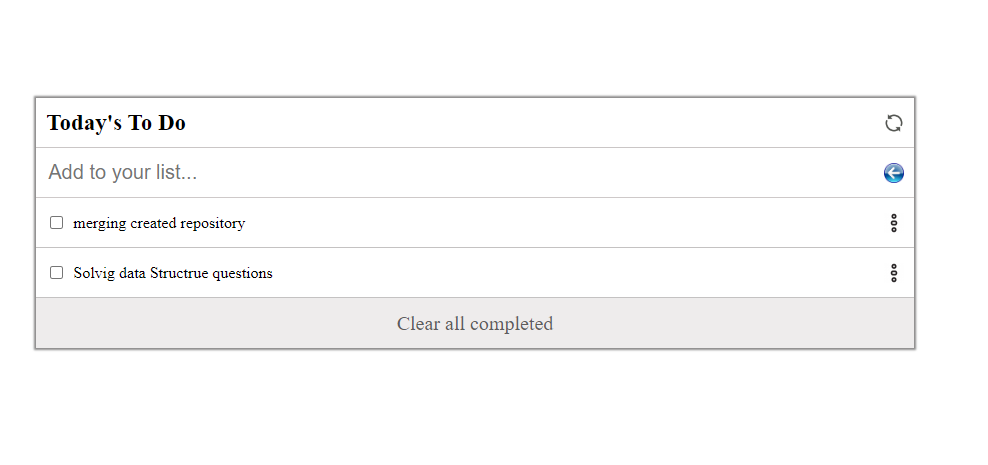 Today's To Do
Add to your list...
merging created repository
Solvig data Structrue questions
Clear all completed